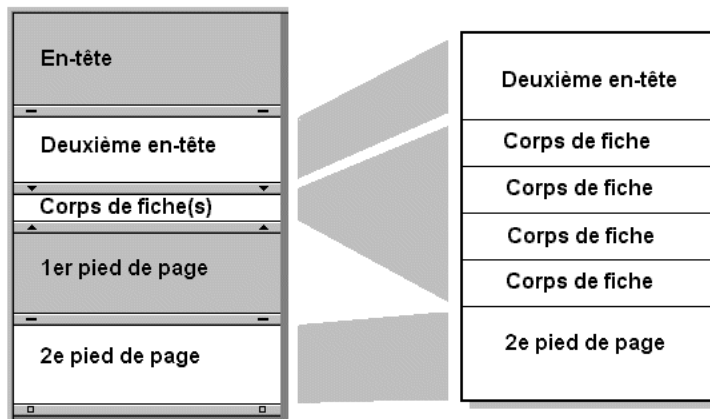 En-tête
Deuxième en-tête
Corps de fiche(s)
1er pied de page
2e pied de page
Deuxième en-tête
Corps de fiche
Corps de fiche
Corps de fiche
Corps de fiche
2e pied de page